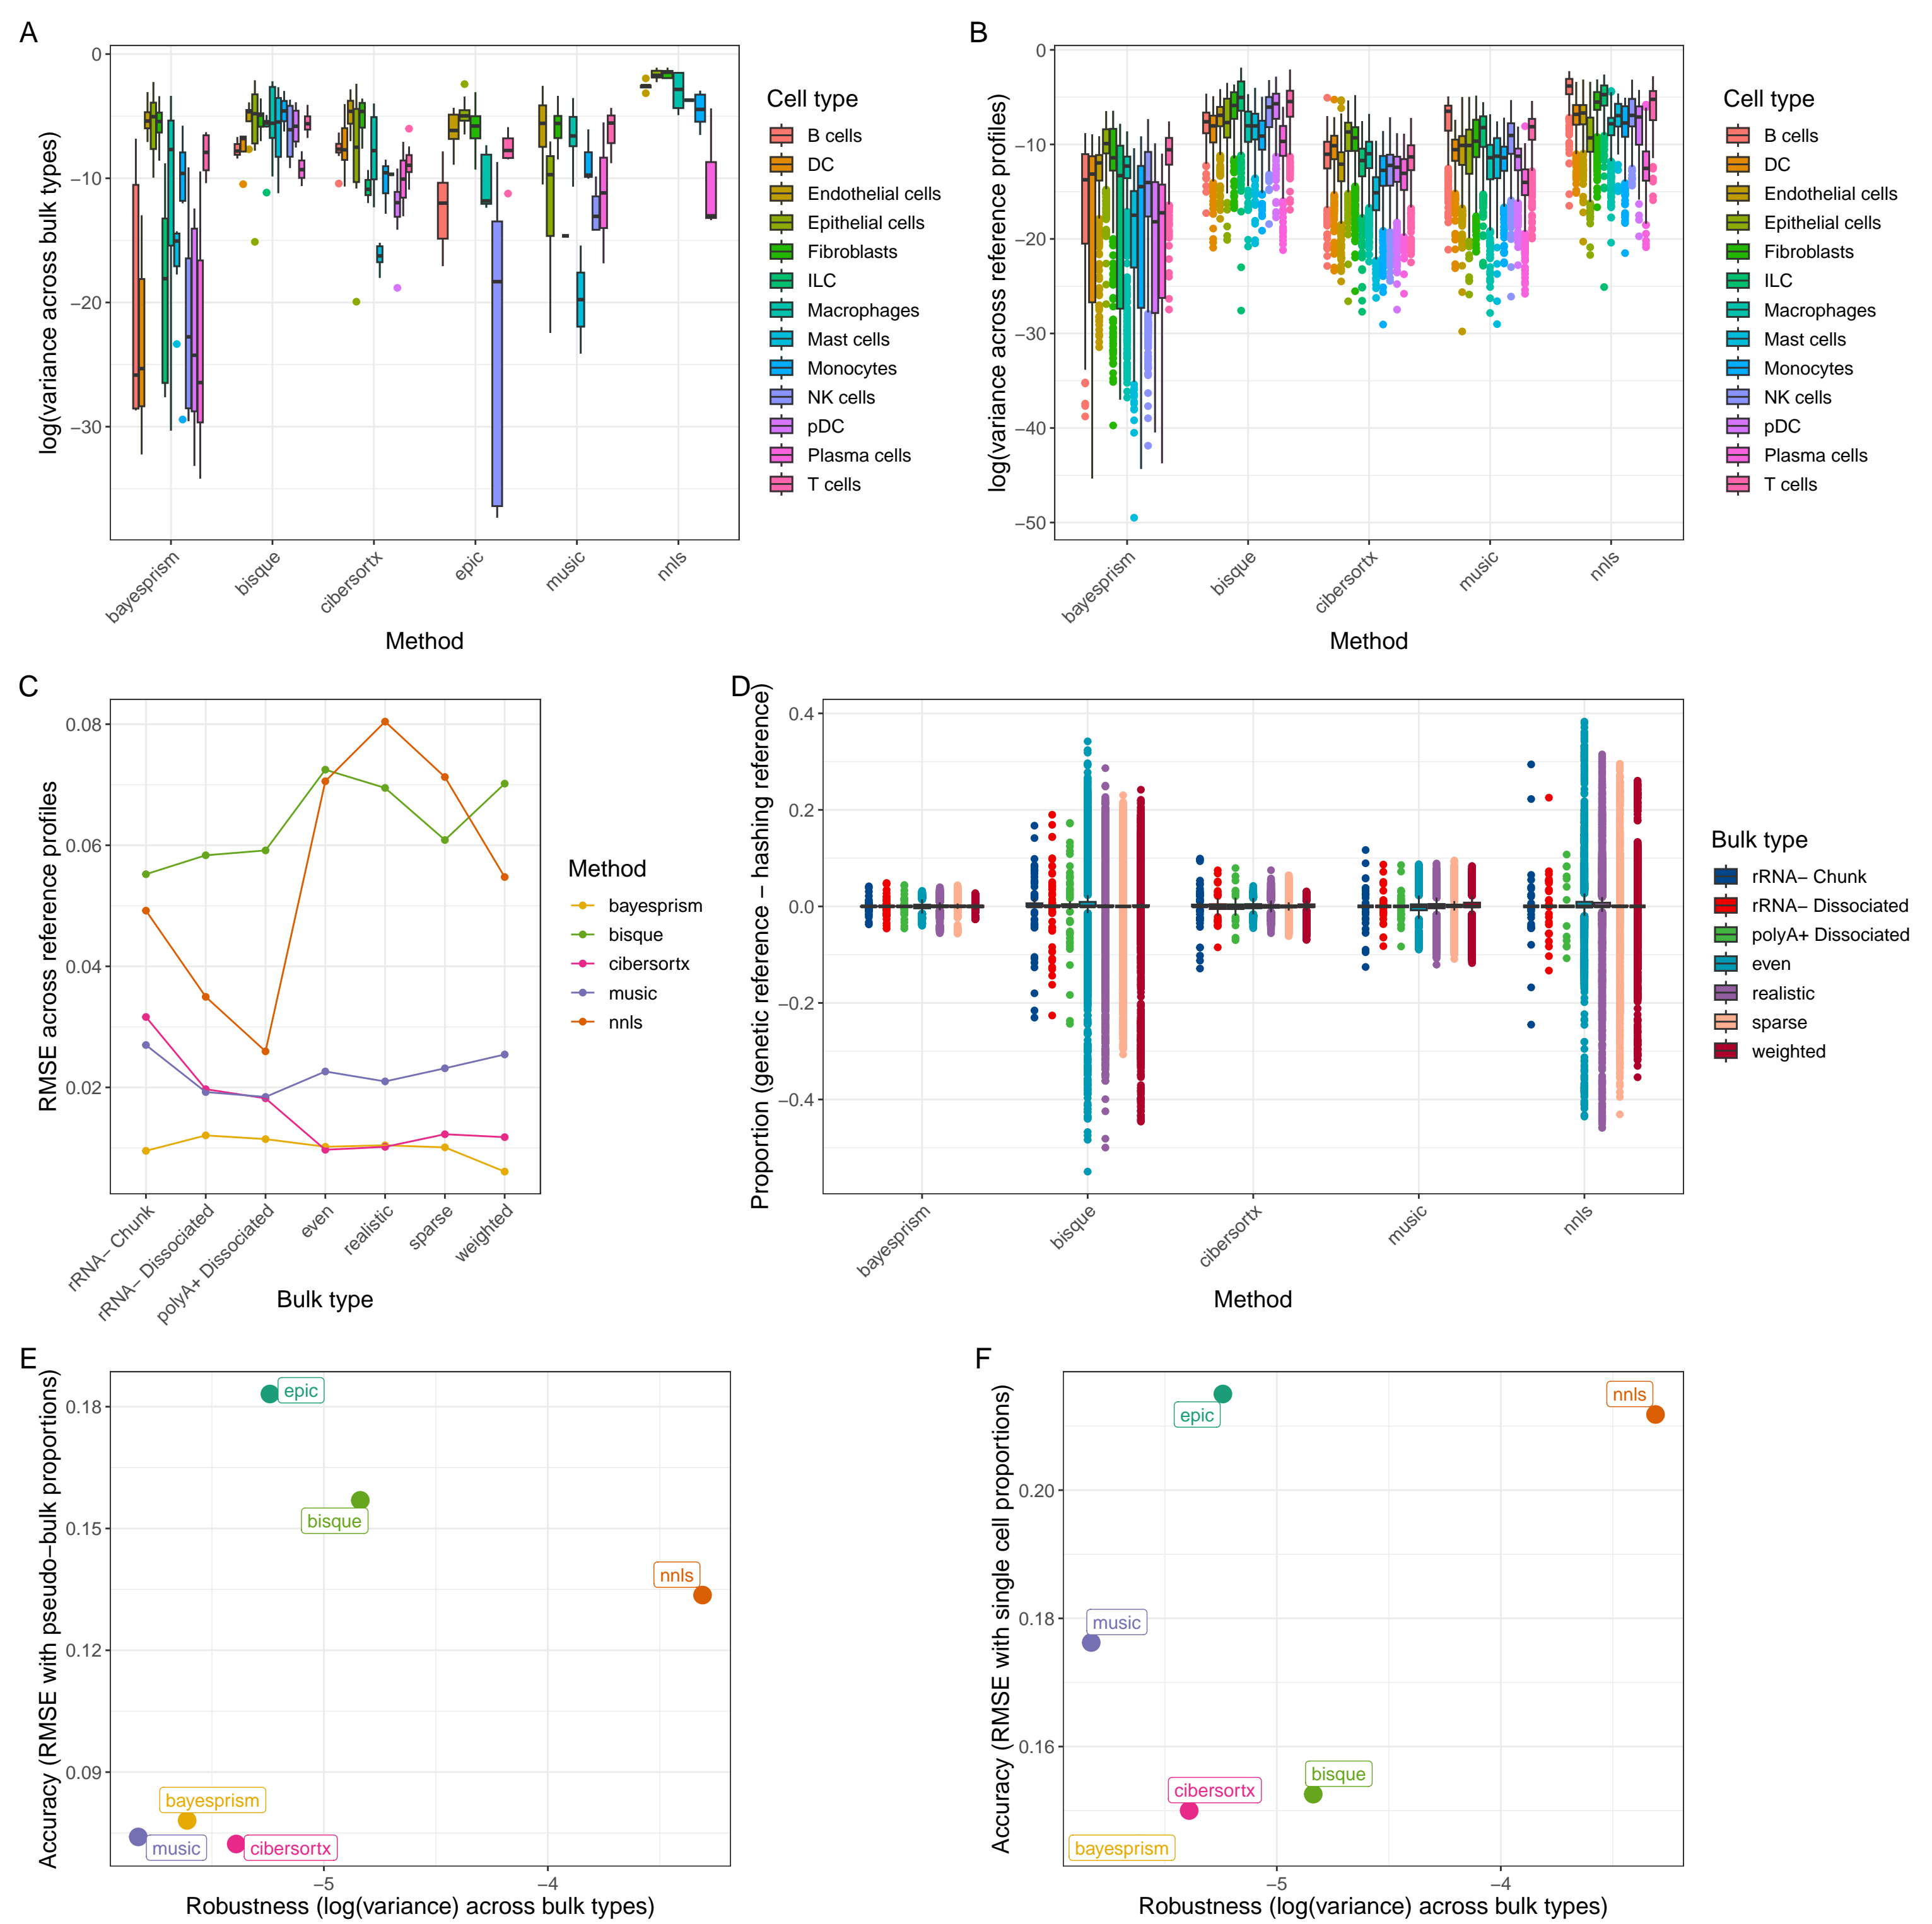 A
log(variance across bulk types)
0
−10
−20
−30
bayesprism
bisque
cibersortx
epic
music
nnls
Method
Cell type
B cells
DC
Endothelial cells
Epithelial cells
Fibroblasts
ILC
Macrophages
Mast cells
Monocytes
NK cells
pDC
Plasma cells
T cells
B
log(variance across reference profiles)
0
−10
−20
−30
−40
−50
bayesprism
bisque
cibersortx
music
nnls
Method
Cell type
B cells
DC
Endothelial cells
Epithelial cells
Fibroblasts
ILC
Macrophages
Mast cells
Monocytes
NK cells
pDC
Plasma cells
T cells
C
RMSE across reference profiles
0.08
0.06
0.04
0.02
rRNA− Chunk
rRNA− Dissociated
polyA+ Dissociated
even
realistic
sparse
weighted
Bulk type
Method
bayesprism
bisque
cibersortx
music
nnls
D
Proportion (genetic reference − hashing reference)
0.4
0.2
0.0
−0.2
−0.4
bayesprism
bisque
cibersortx
music
nnls
Method
Bulk type
rRNA− Chunk
rRNA− Dissociated
polyA+ Dissociated
even
realistic
sparse
weighted
E
Accuracy (RMSE with pseudo−bulk proportions)
0.18
0.15
0.12
0.09
epic
bisque
nnls
bayesprism
music
cibersortx
−5
−4
Robustness (log(variance) across bulk types)
F
Accuracy (RMSE with single cell proportions)
0.20
0.18
0.16
epic
nnls
music
bisque
cibersortx
bayesprism
−5
−4
Robustness (log(variance) across bulk types)